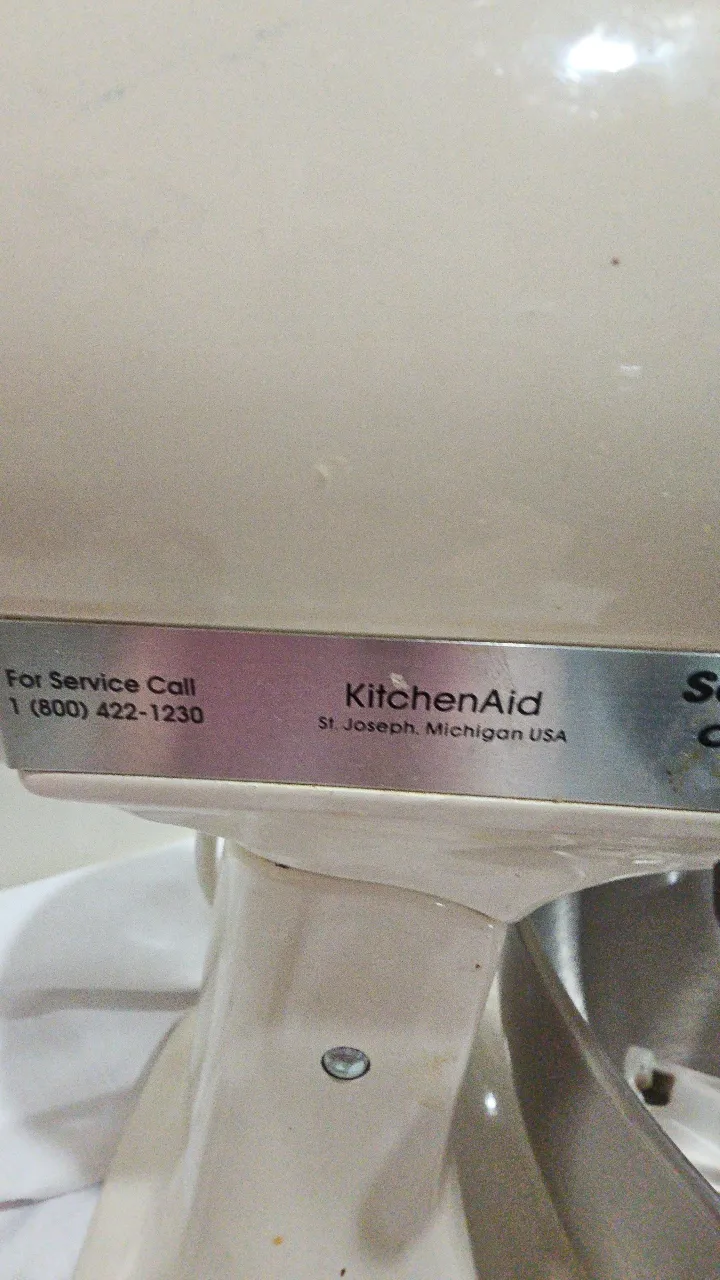 For Service Call
1 (800) 422-1230
KitchenAid
St. Joseph, Michigan USA